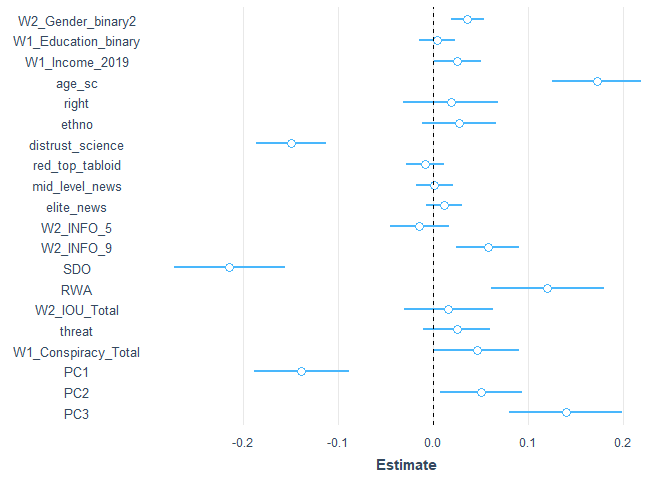 W2_Gender_binary2
W1_Education_binary
W1_Income_2019
age_sc
right
ethno
distrust_science
red_top_tabloid
mid_level_news
elite_news
W2_INFO_5
W2_INFO_9
SDO
RWA
W2_IOU_Total
threat
W1_Conspiracy_Total
PC1
PC2
PC3
-0.2 -0.1 0.0 0.1 0.2
Estimate